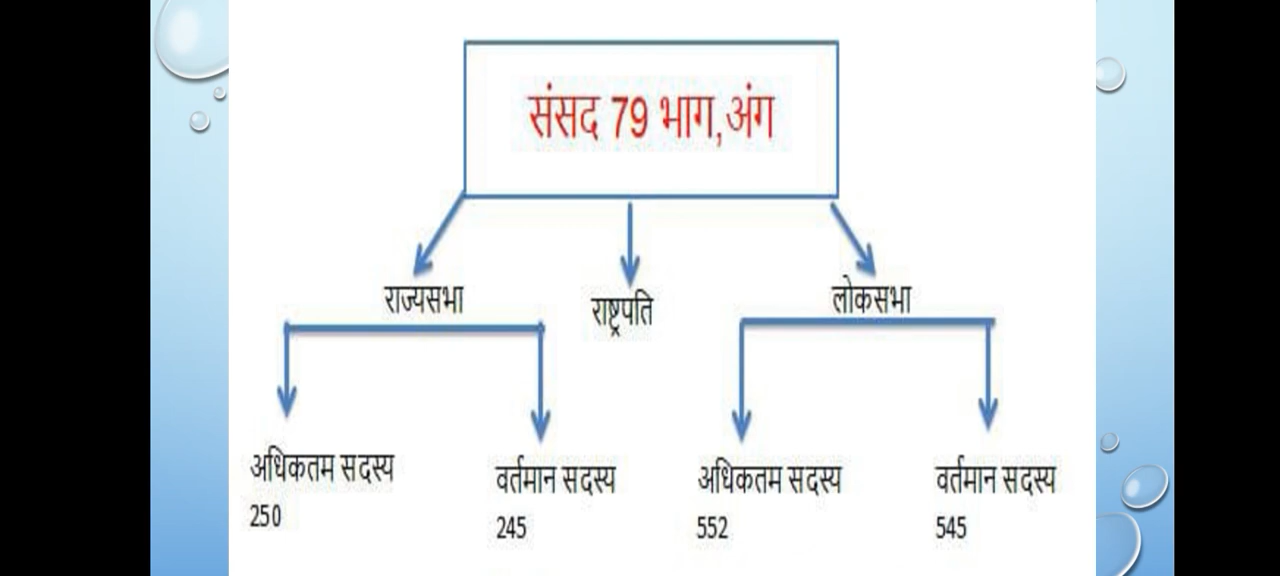 संसद 79 भाग,अंग
राज्यसभा
राष्ट्रपति
लोकसभा
अधिकतम सदस्य
250
वर्तमान सदस्य
245
अधिकतम सदस्य
552
वर्तमान सदस्य
545